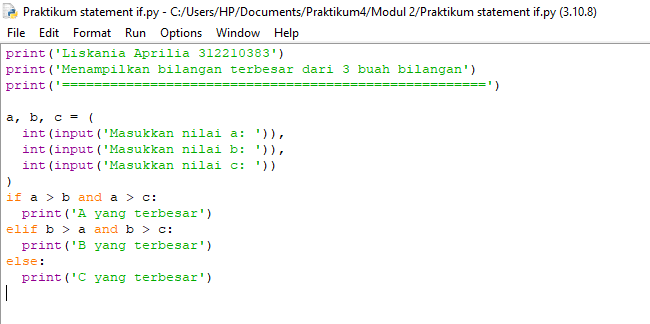 Praktikum statement if.py - C:/Users/HP/Documents/Praktikum4/Modul 2/Praktikum statement if.py (3.10.8)
File Edit Format Run Options Window Help
print('Liskania Aprilia 312210383')
print('Menampilkan bilangan terbesar dari 3 buah bilangan')
print('=====================================================')

a, b, c = (
  int(input('Masukkan nilai a: ')),
  int(input('Masukkan nilai b: ')),
  int(input('Masukkan nilai c: '))
)
if a > b and a > c:
  print('A yang terbesar')
elif b > a and b > c:
  print('B yang terbesar')
else:
  print('C yang terbesar')